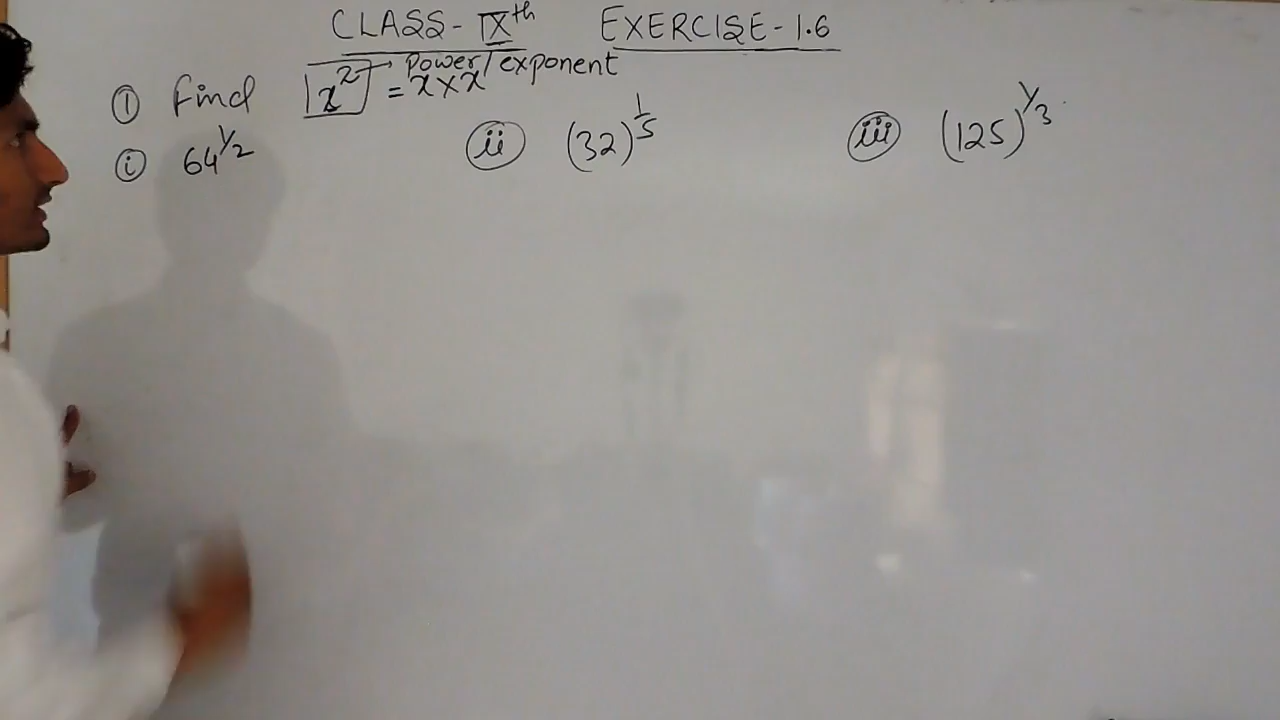 CLASS - IXth EXERCISE - 1.6
① Find x² → Power/exponent = x × x
(i) 64^1/2 (ii) (32)^1/5 (iii) (125)^1/3